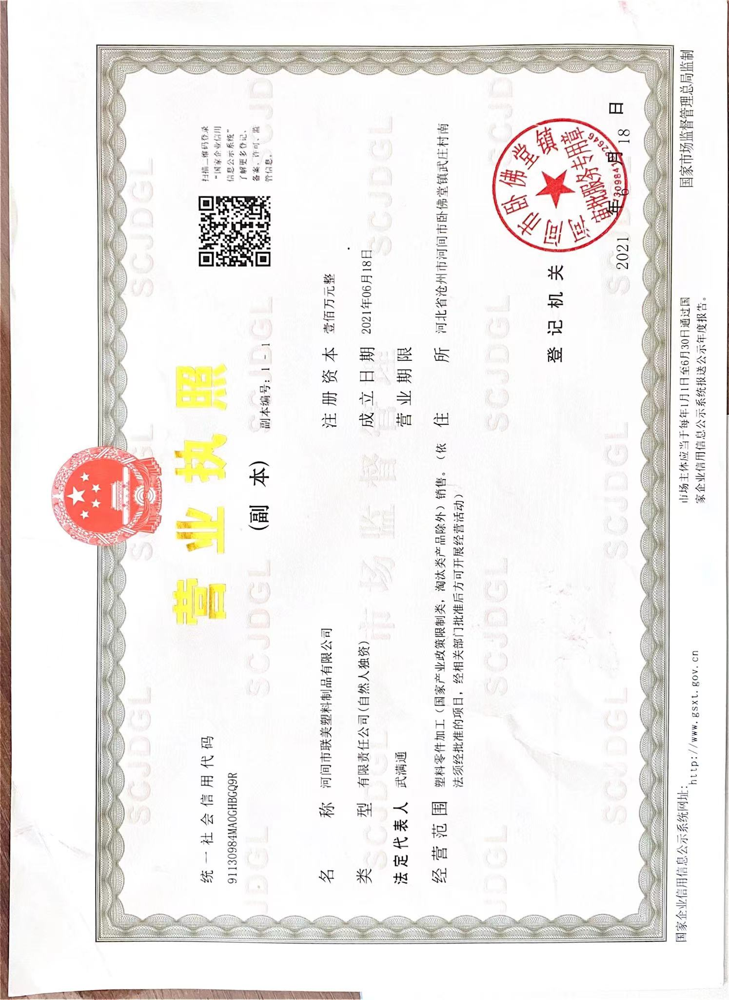 营业执照
(副 本)
副本编号: 1 - 1
扫描二维码登录
“国家企业信用
信息公示系统”
了解更多登记、
备案、许可、监
管信息。
统一社会信用代码
91130984MA0GHBGQ9R
名 称 河间市联美塑料制品有限公司
类 型 有限责任公司(自然人独资)
法定代表人 武满通
经营范围 塑料零件加工（国家产业政策限制类，淘汰类产品除外）销售。（依
法须经批准的项目，经相关部门批准后方可开展经营活动）
注册资本 壹佰万元整
成立日期 2021年06月18日
营业期限
住 所 河北省沧州市河间市卧佛堂镇武庄村南
登记机关
河间市卧佛堂镇
审批服务专用章
2021 年 6 月 18 日
国家企业信用信息公示系统网址:
http://www.gsxt.gov.cn
市场主体应当于每年1月1日至6月30日通过国
家企业信用信息公示系统报送公示年度报告。
国家市场监督管理总局监制
SCJDGL
市场监督管理